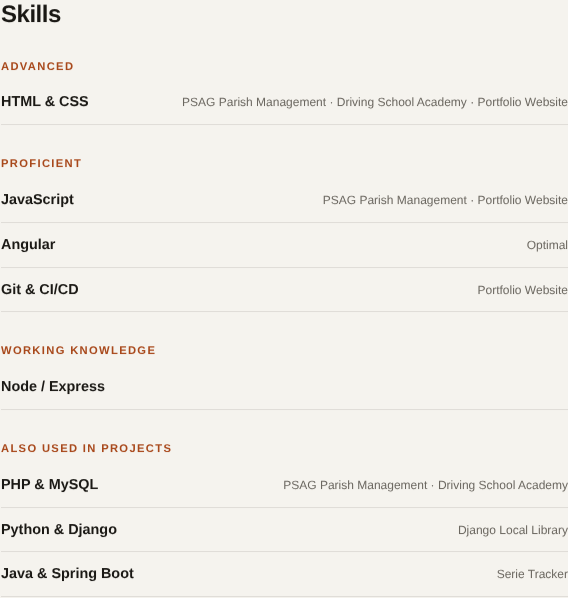 Skills
ADVANCED
HTML & CSS PSAG Parish Management · Driving School Academy · Portfolio Website
PROFICIENT
JavaScript PSAG Parish Management · Portfolio Website
Angular Optimal
Git & CI/CD Portfolio Website
WORKING KNOWLEDGE
Node / Express
ALSO USED IN PROJECTS
PHP & MySQL PSAG Parish Management · Driving School Academy
Python & Django Django Local Library
Java & Spring Boot Serie Tracker